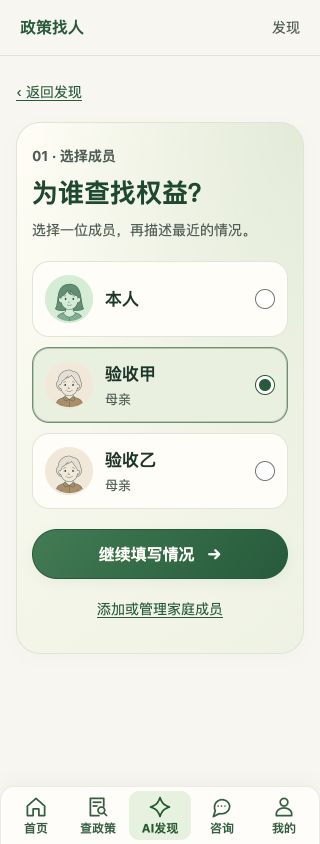 政策找人
发现
‹ 返回发现
01 · 选择成员
为谁查找权益?
选择一位成员，再描述最近的情况。
本人
验收甲
母亲
验收乙
母亲
继续填写情况 →
添加或管理家庭成员
首页
查政策
AI发现
咨询
我的